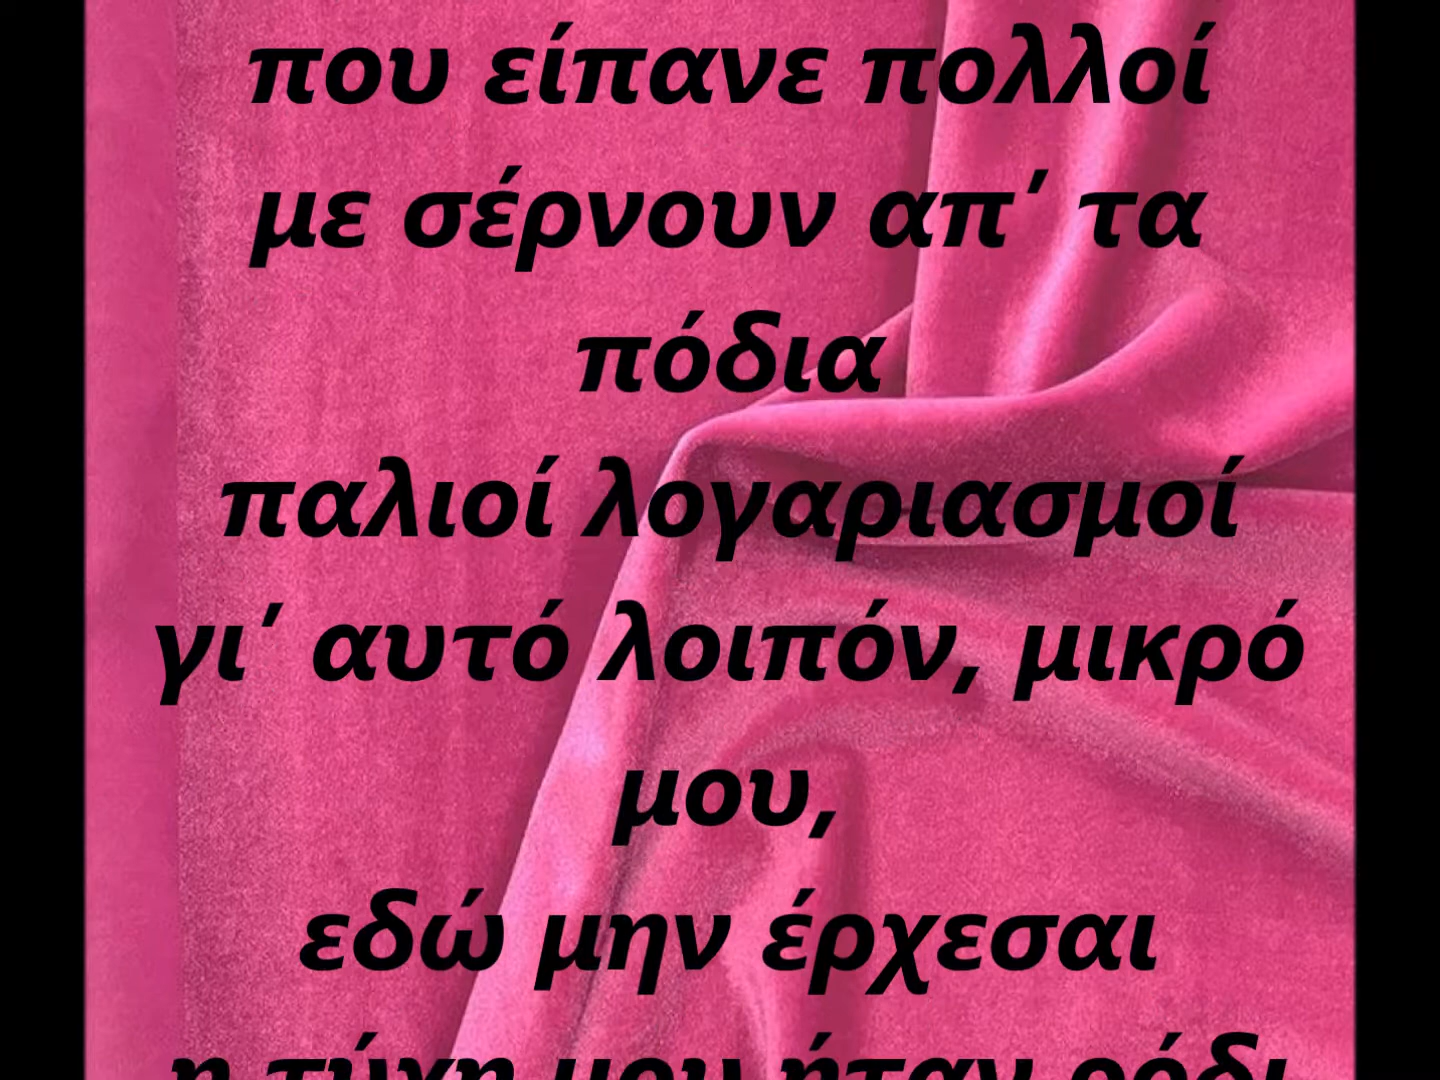 που είπανε πολλοί
με σέρνουν απ΄ τα
πόδια
παλιοί λογαριασμοί
γι΄ αυτό λοιπόν, μικρό
μου,
εδώ μην έρχεσαι
η τύχη μου ήταν ρόδι